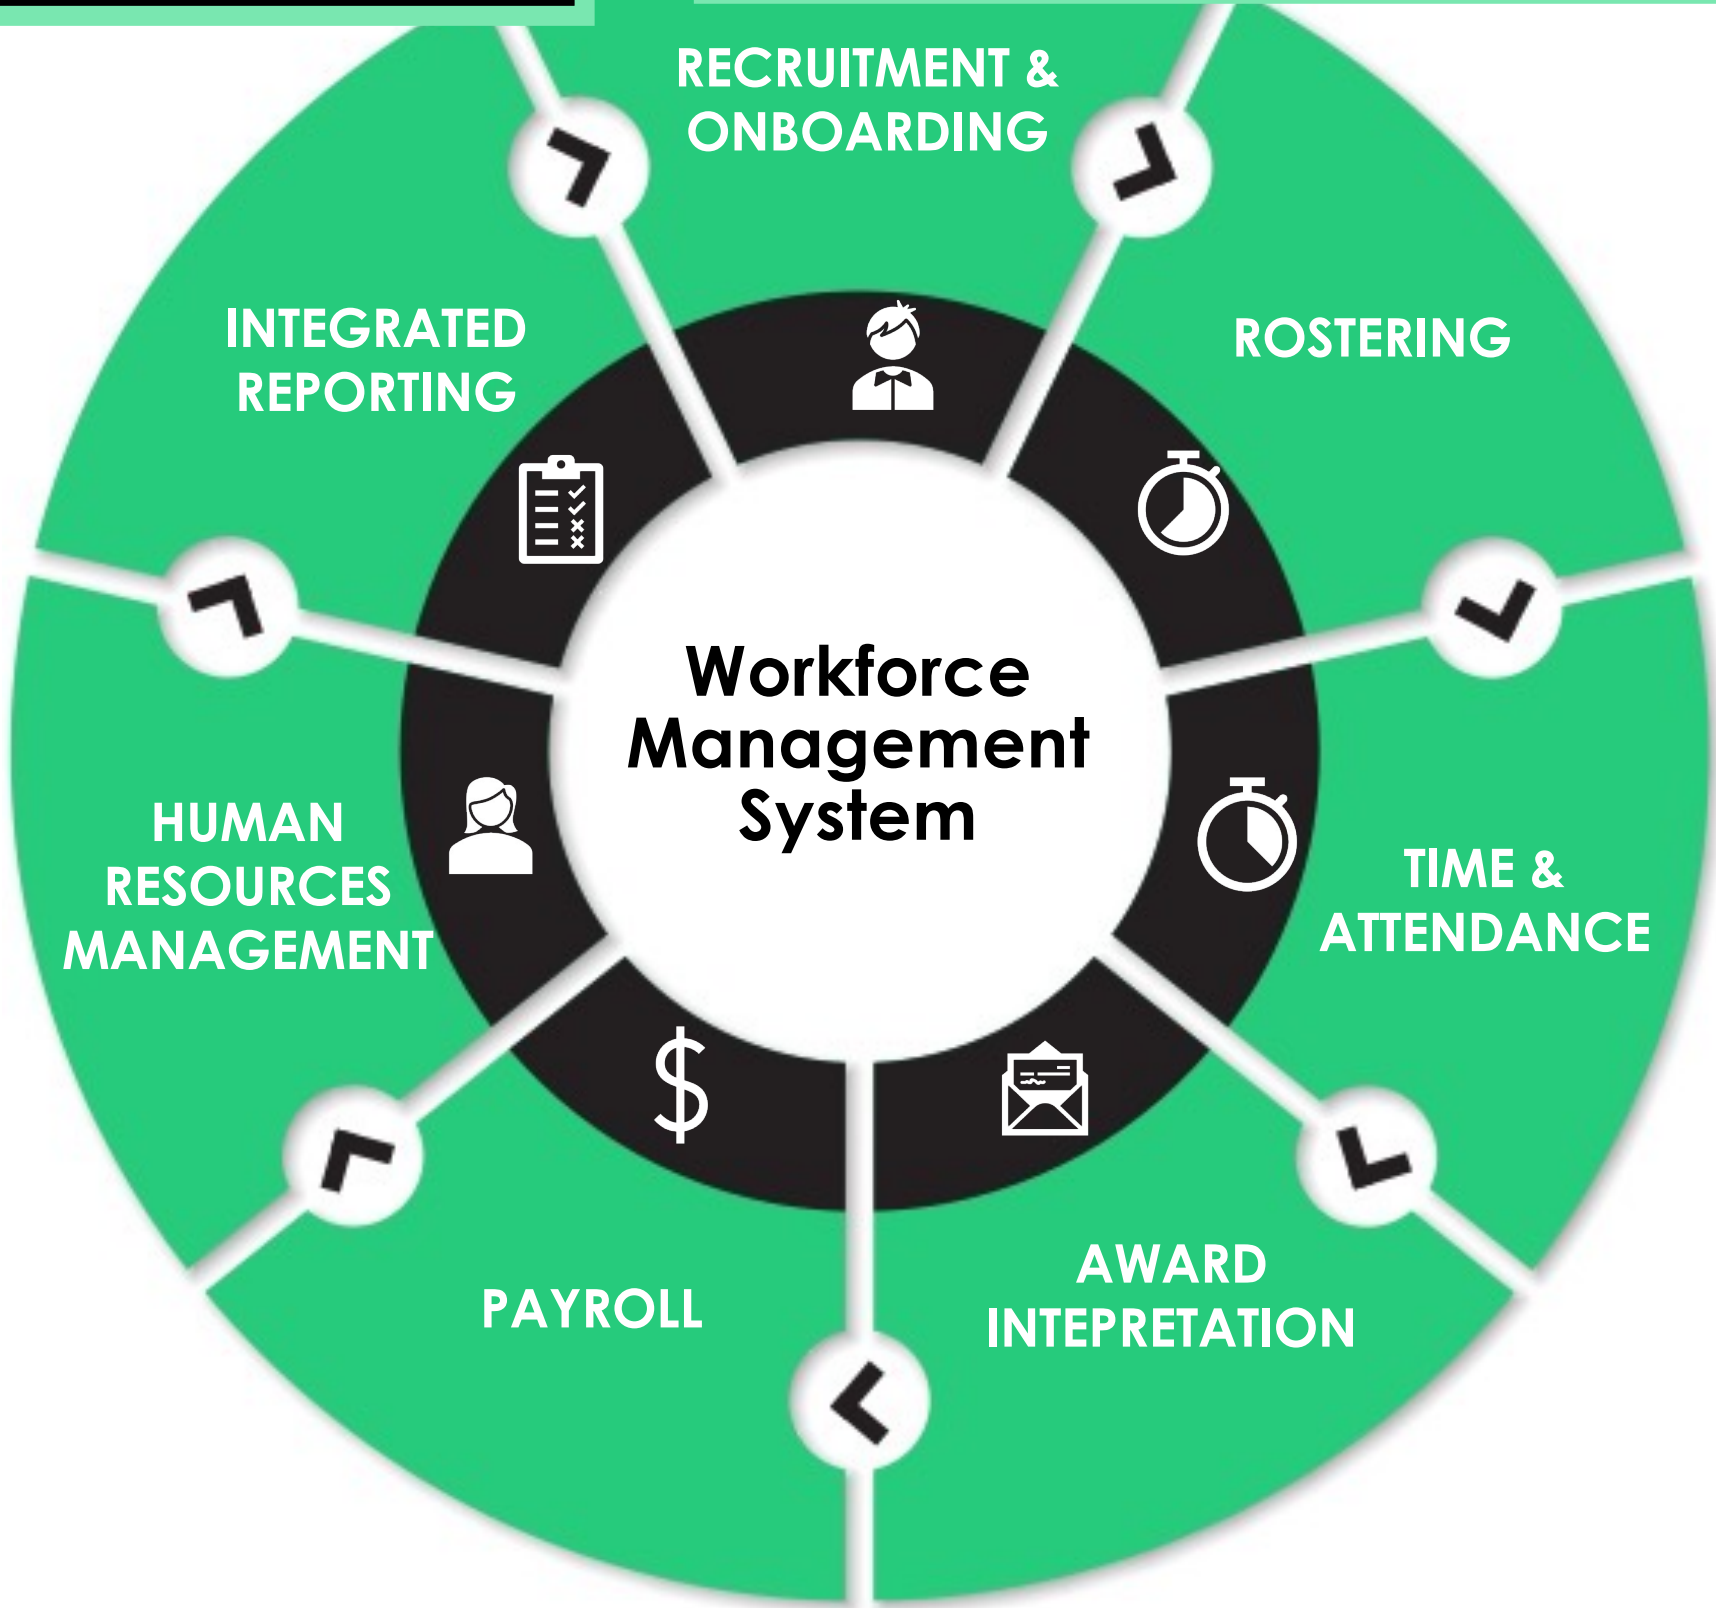 RECRUITMENT &
ONBOARDING
ROSTERING
TIME &
ATTENDANCE
AWARD
INTEPRETATION
PAYROLL
HUMAN
RESOURCES
MANAGEMENT
INTEGRATED
REPORTING
Workforce
Management
System